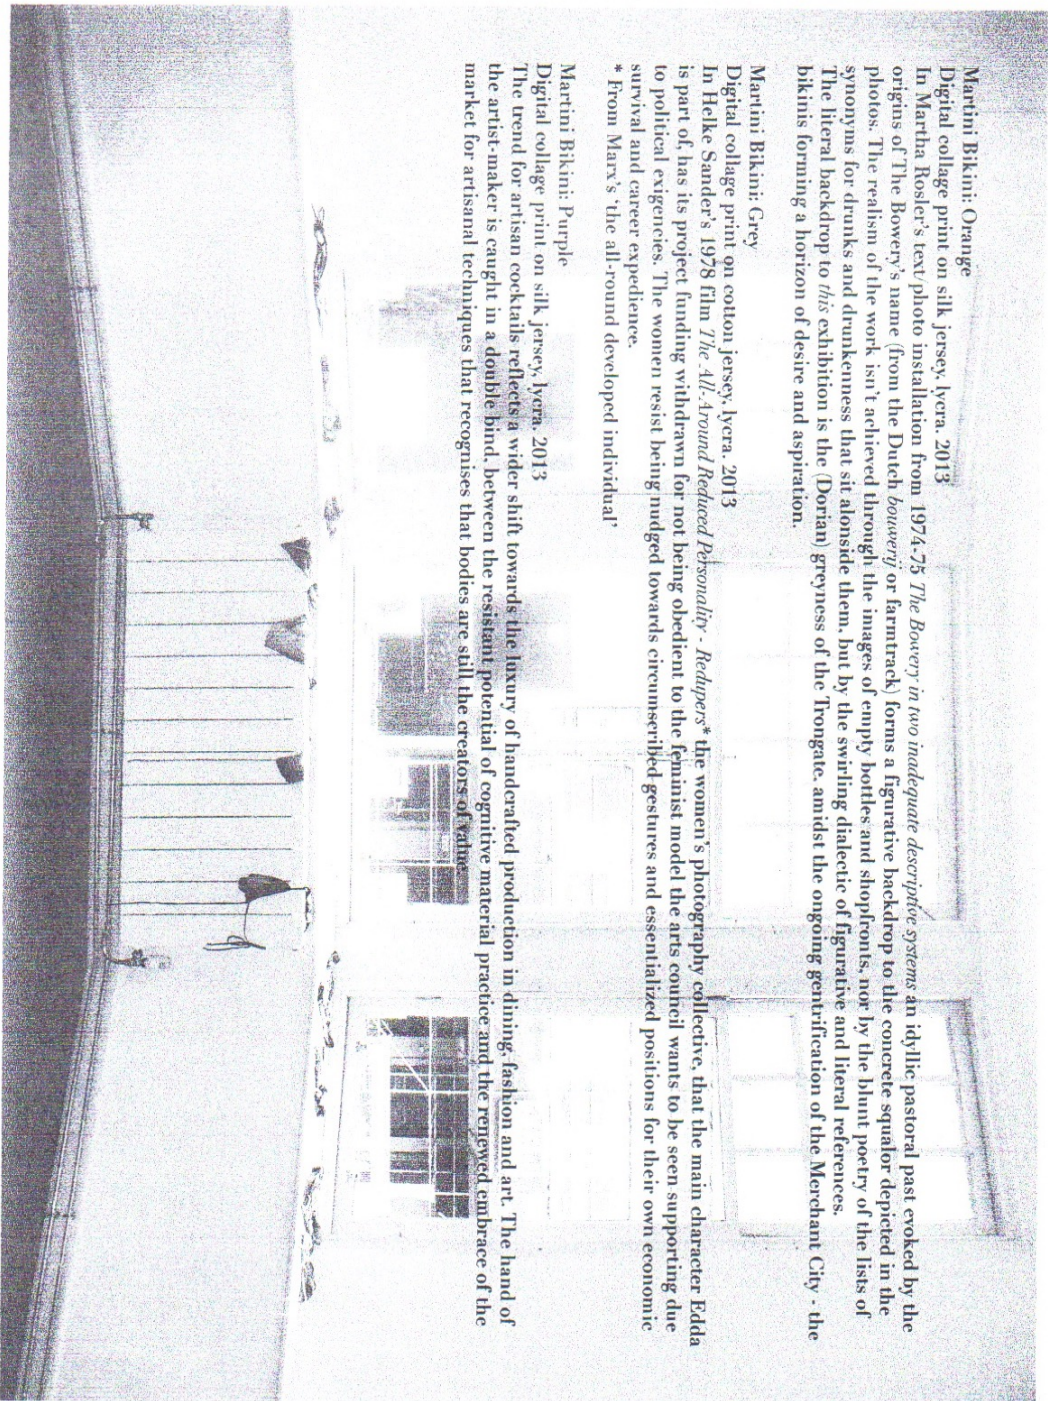 Martini Bikini: Orange
Digital collage print on silk jersey, lycra. 2013
In Martha Rosler's text/photo installation from 1974-75 The Bowery in two inadequate descriptive systems an idyllic, pastoral past evoked by the
origins of The Bowery's name (from the Dutch bouwerij or farmtrack) forms a figurative backdrop to the concrete squalor depicted in the
photos. The realism of the work isn't achieved through the images of empty bottles and shopfronts, nor by the blunt poetry of the lists of
synonyms for drunks and drunkenness that sit alongside them, but by the swirling dialectic of figurative and literal references.
The literal backdrop to this exhibition is the (Dorian) greyness of the Trongate, amidst the ongoing gentrification of the Merchant City - the
bikinis forming a horizon of desire and aspiration.
Martini Bikini: Grey
Digital collage print on cotton jersey, lycra. 2013
In Helke Sander's 1978 film The All-Around Reduced Personality - Redupers* the women's photography collective, that the main character Edda
is part of, has its project funding withdrawn for not being obedient to the feminist model the arts council wants to be seen supporting due
to political exigencies. The women resist being nudged towards circumscribed gestures and essentialized positions for their own economic
survival and career expedience.
* From Marx's 'the all-round developed individual'
Martini Bikini: Purple
Digital collage print on silk jersey, lycra. 2013
The trend for artisan cocktails reflects a wider shift towards the luxury of handcrafted production in dining, fashion and art. The hand of
the artist-maker is caught in a double bind, between the resistant potential of cognitive material practice and the renewed embrace of the
market for artisanal techniques that recognises that bodies are still the creators of value.